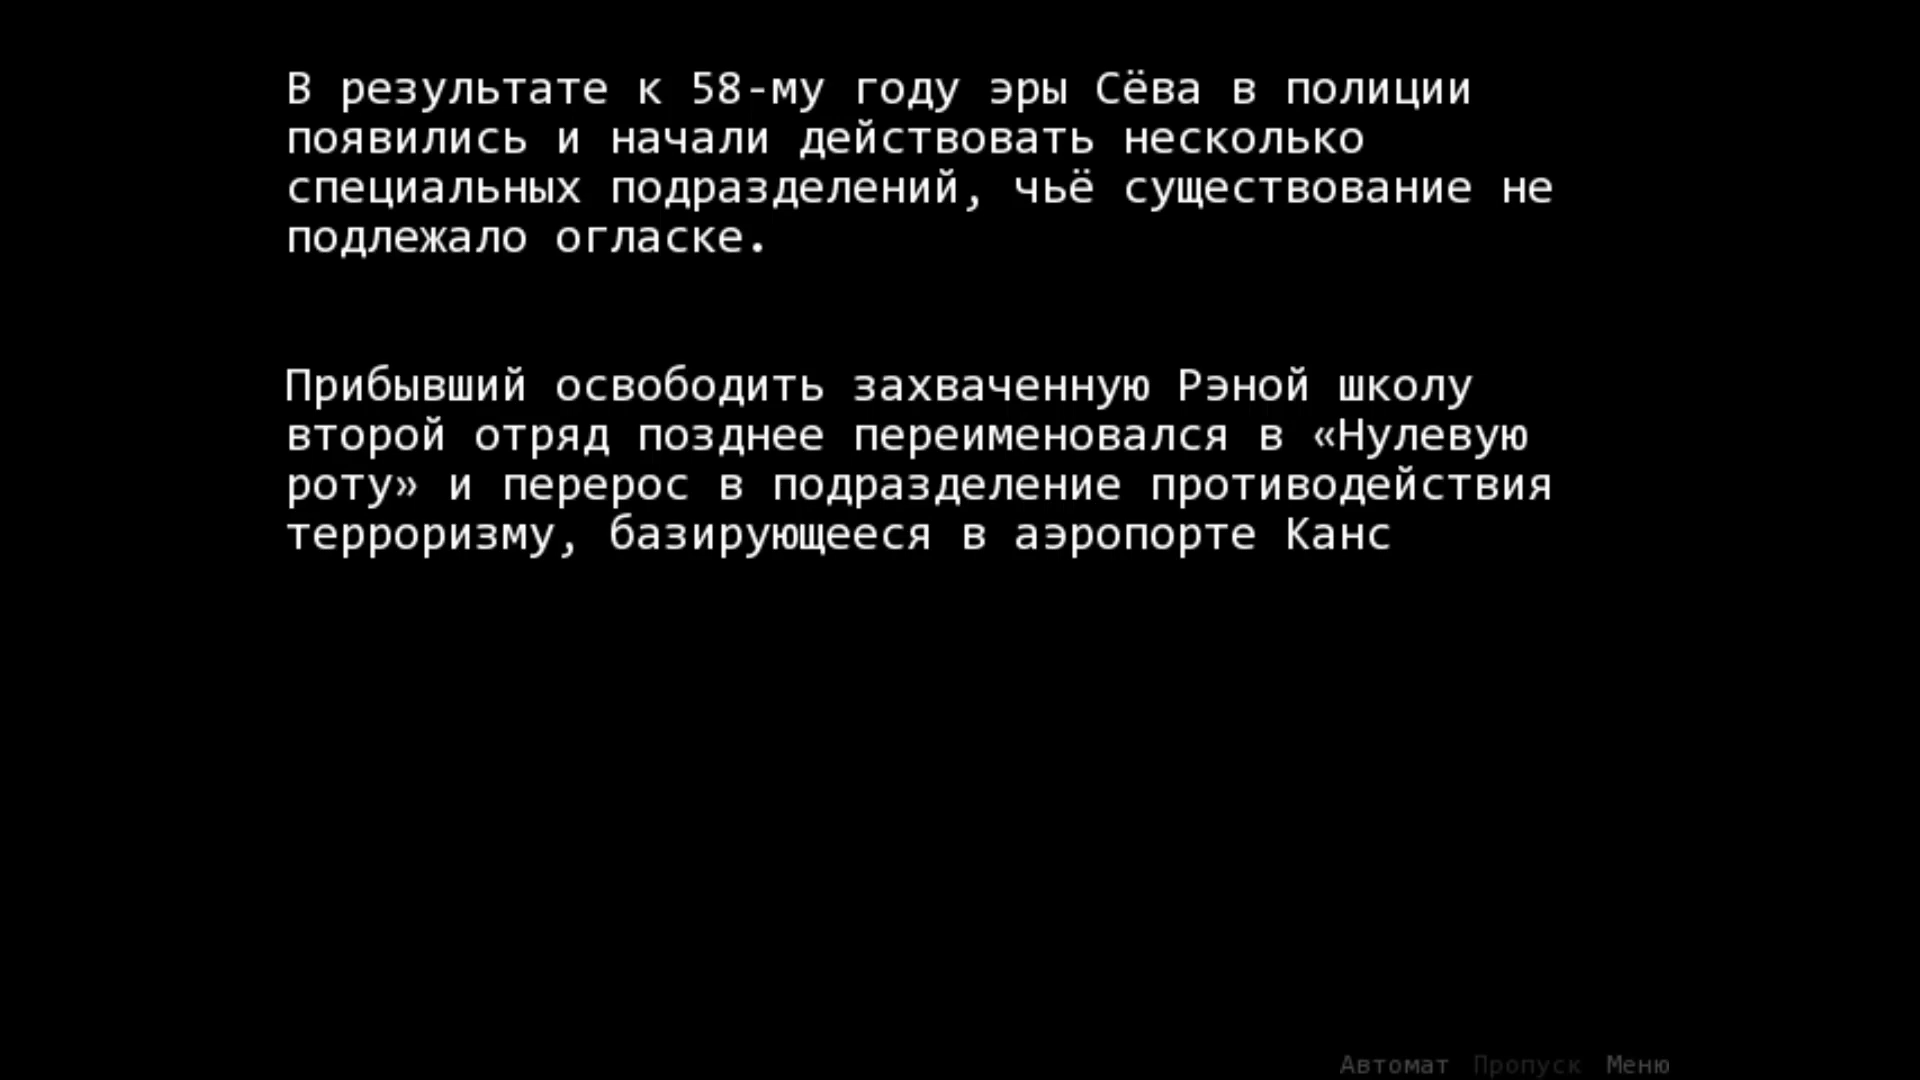 В результате к 58-му году эры Сёва в полиции
появились и начали действовать несколько
специальных подразделений, чьё существование не
подлежало огласке.
Прибывший освободить захваченную Рэной школу
второй отряд позднее переименовался в «Нулевую
роту» и перерос в подразделение противодействия
терроризму, базирующееся в аэропорте Канс
Автомат Пропуск Меню